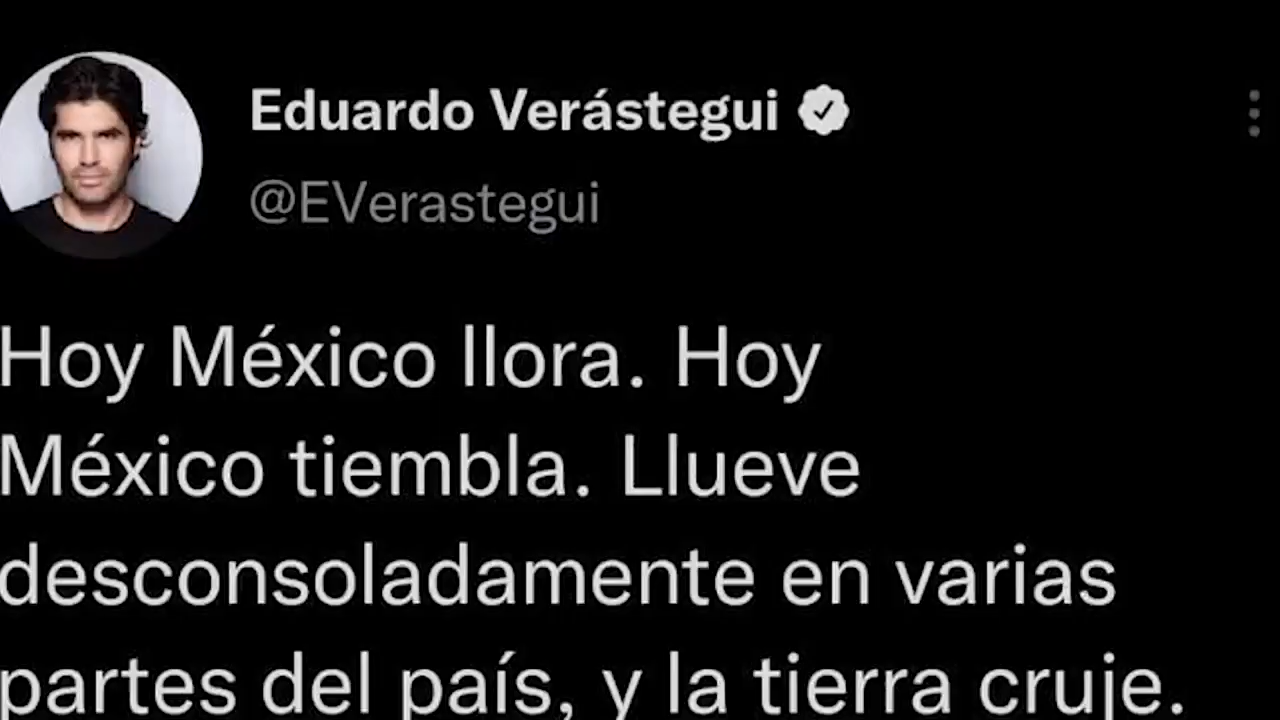 Eduardo Verástegui
@EVerastegui
Hoy México llora. Hoy
México tiembla. Llueve
desconsoladamente en varias
partes del país, y la tierra cruje.